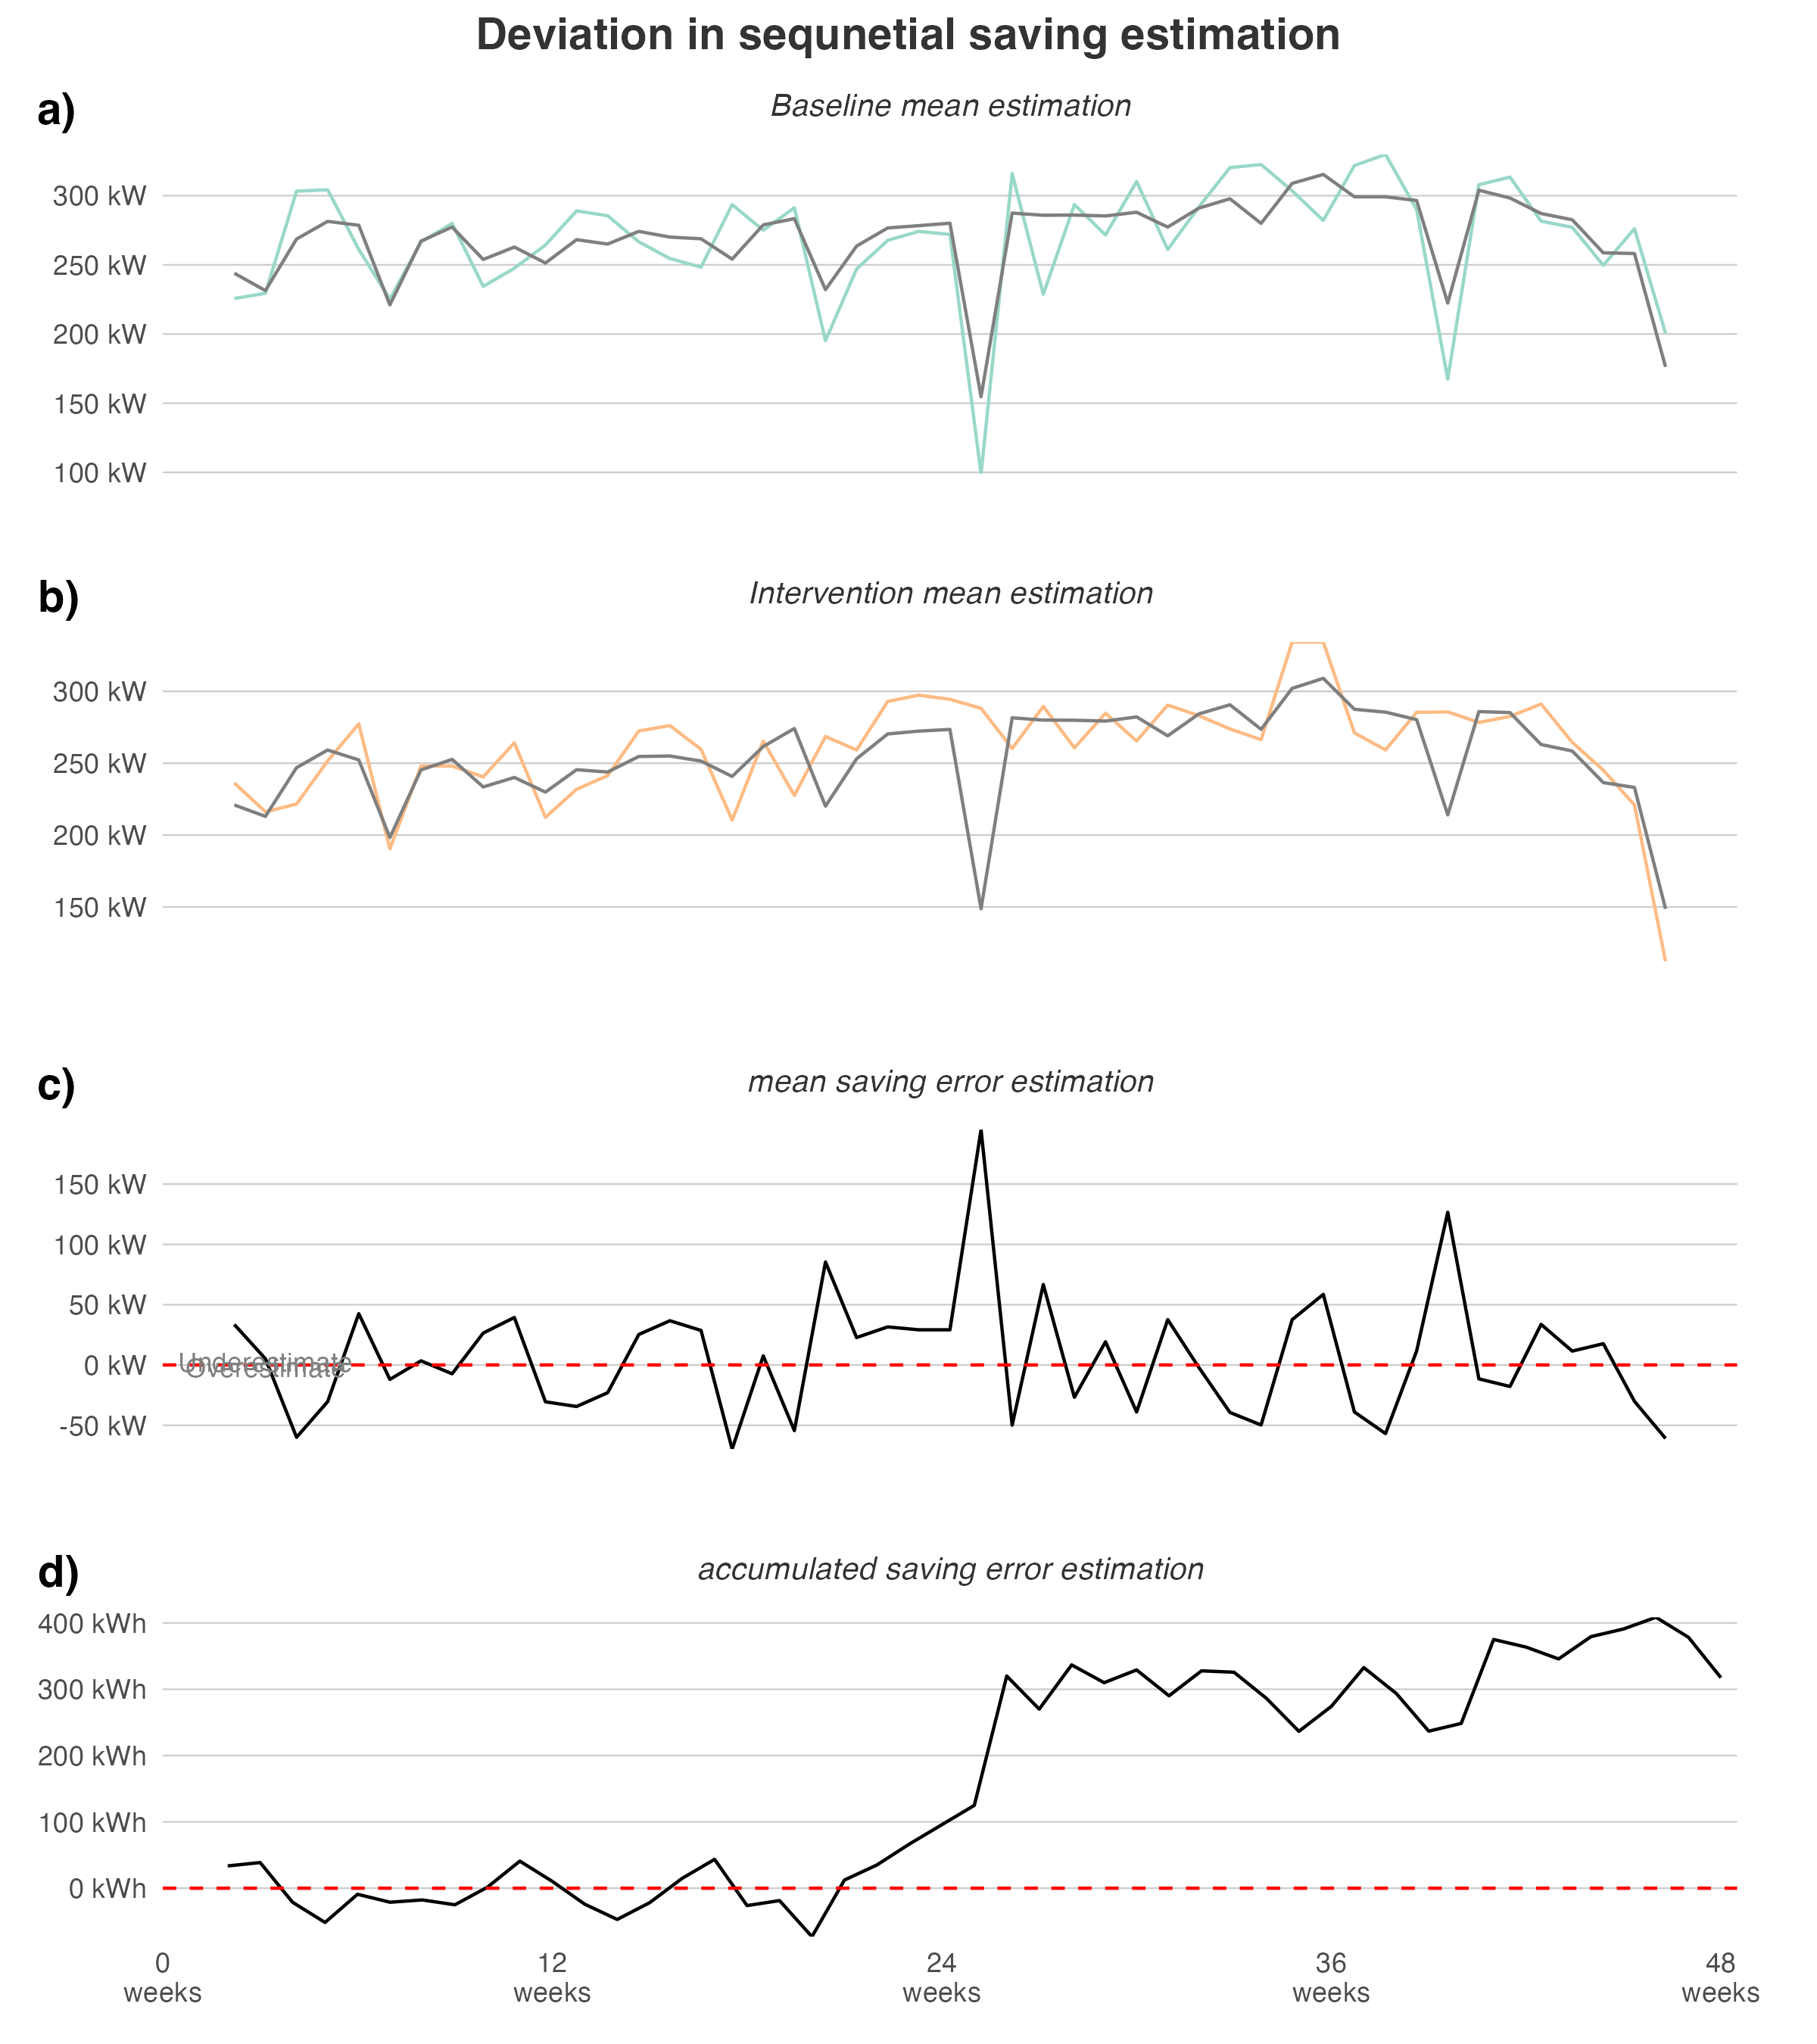 Deviation in sequnetial saving estimation
a)
Baseline mean estimation
300 kW
250 kW
200 kW
150 kW
100 kW
b)
Intervention mean estimation
300 kW
250 kW
200 kW
150 kW
c)
mean saving error estimation
150 kW
100 kW
50 kW
0 kW
-50 kW
Underestimate
Overestimate
d)
accumulated saving error estimation
400 kWh
300 kWh
200 kWh
100 kWh
0 kWh
0 12 24 36 48
weeks weeks weeks weeks weeks